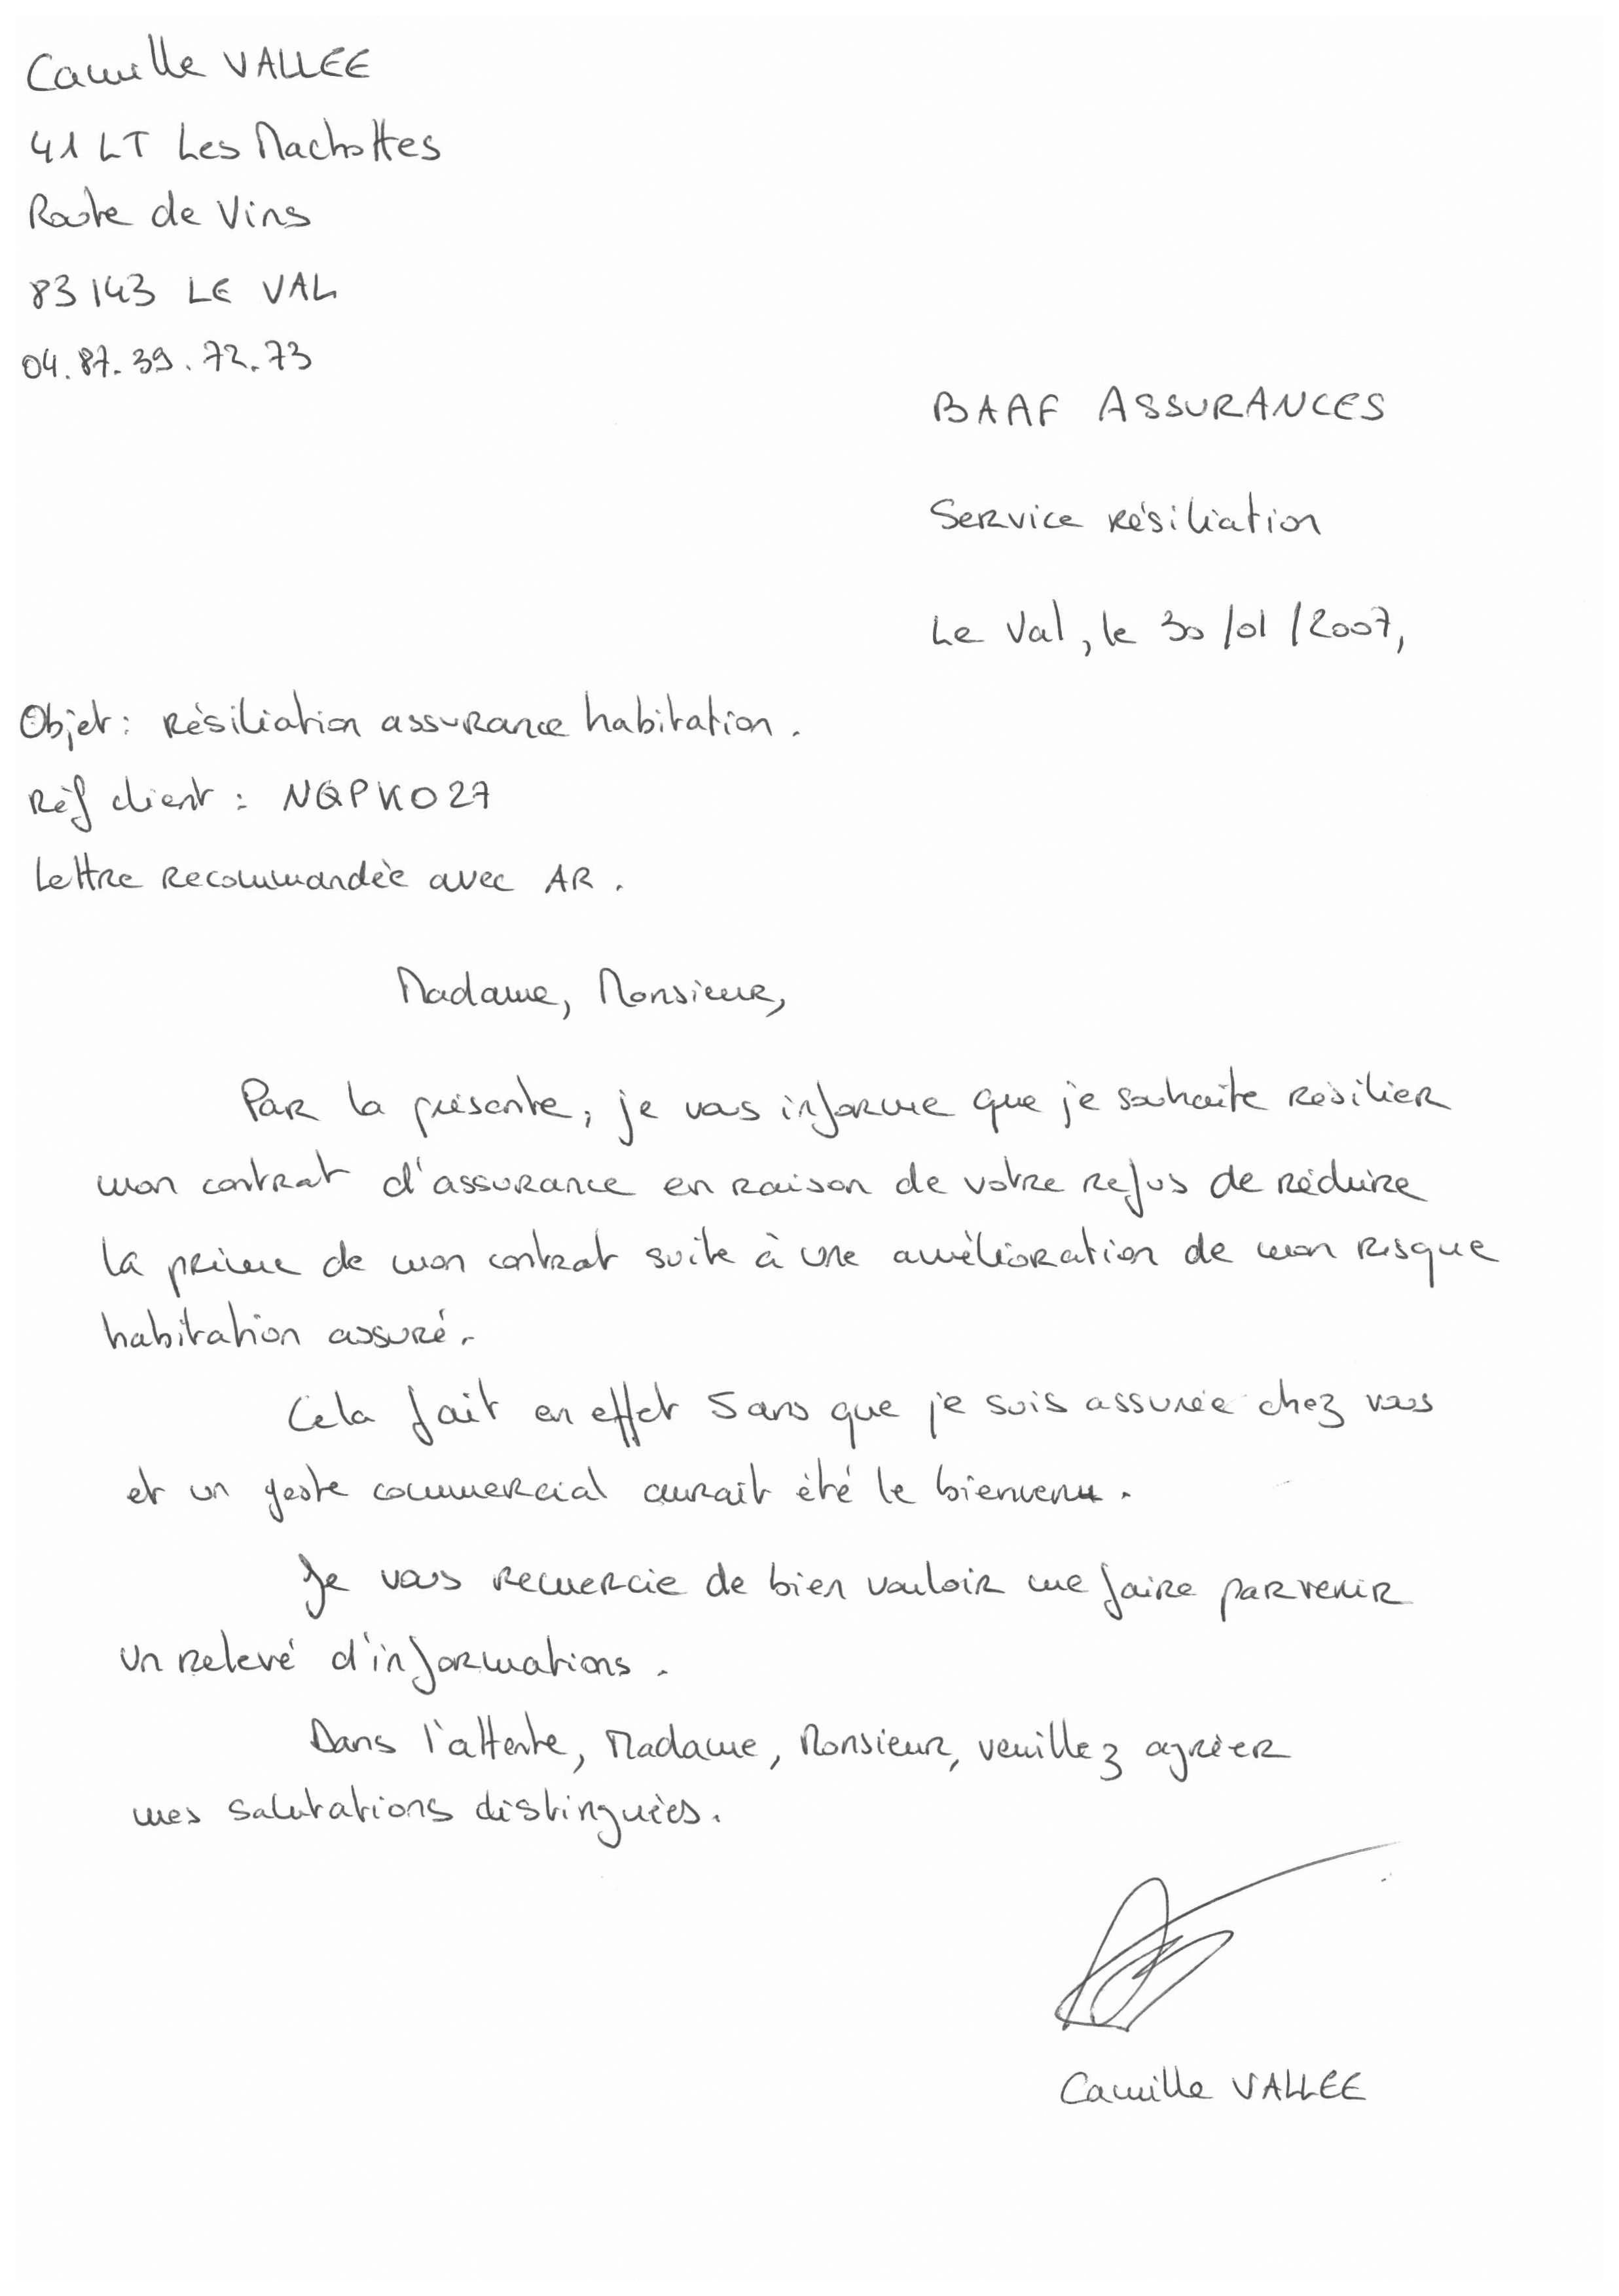 Camille VALLEE
41 LT Les Machottes
Route de Vins
83143 LE VAL
04.87.39.72.73
BAAF ASSURANCES
Service résiliation
Le Val, le 30/01/2007,
Objet : Résiliation assurance habitation.
Réf client : NQPKO27
Lettre recommandée avec AR.
Madame, Monsieur,
Par la présente, je vous informe que je souhaite résilier
mon contrat d'assurance en raison de votre refus de réduire
la prime de mon contrat suite à une amélioration de mon risque
habitation assuré.
Cela fait en effet 5 ans que je suis assurée chez vous
et un geste commercial aurait été le bienvenu.
Je vous remercie de bien vouloir me faire parvenir
un relevé d'informations.
Dans l'attente, Madame, Monsieur, veuillez agréer
mes salutations distinguées.
Camille VALLEE